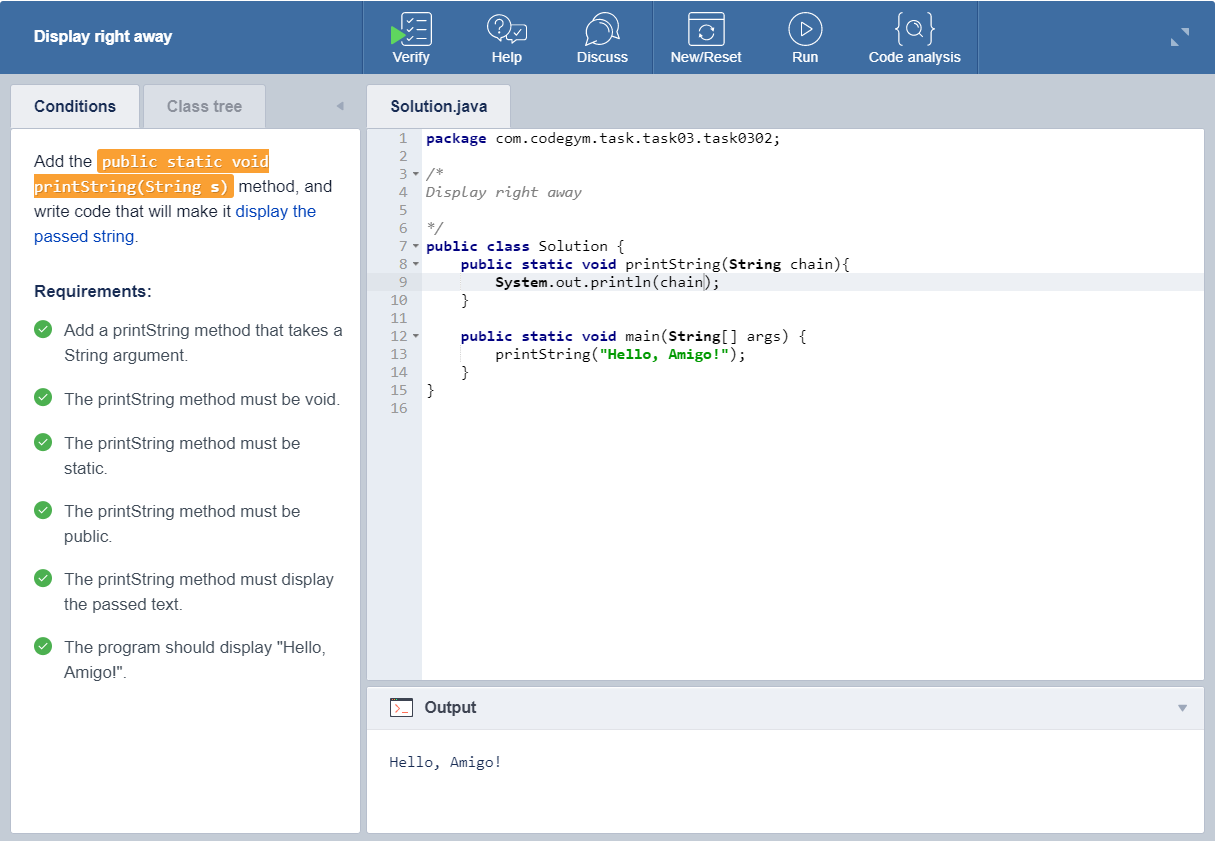 Display right away
Verify
Help
Discuss
New/Reset
Run
Code analysis
Conditions
Class tree
Add the public static void
printString(String s) method, and
write code that will make it display the
passed string.
Requirements:
Add a printString method that takes a
String argument.
The printString method must be void.
The printString method must be
static.
The printString method must be
public.
The printString method must display
the passed text.
The program should display "Hello,
Amigo!".
Solution.java
1 package com.codegym.task.task03.task0302;
2
3 /*
4 Display right away
5
6 */
7 public class Solution {
8     public static void printString(String chain){
9         System.out.println(chain);
10     }
11
12     public static void main(String[] args) {
13         printString("Hello, Amigo!");
14     }
15 }
16
Output
Hello, Amigo!